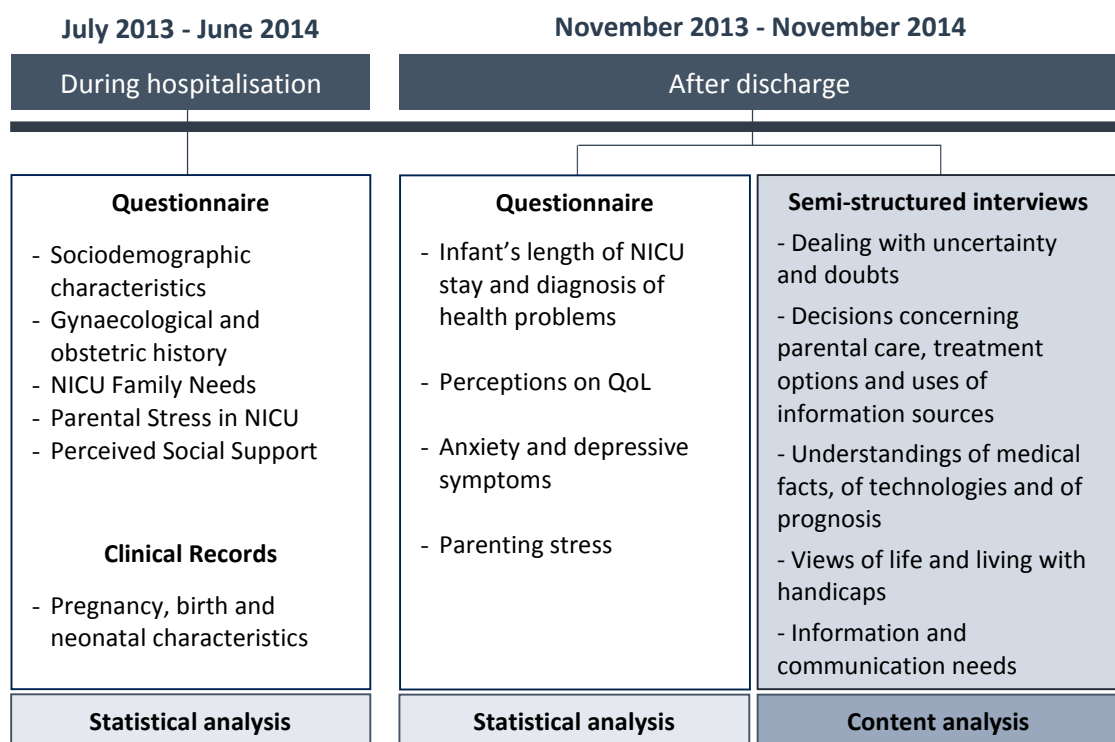 July 2013 - June 2014
November 2013 - November 2014
During hospitalisation
After discharge
Questionnaire
- Sociodemographic
characteristics
- Gynaecological and
obstetric history
- NICU Family Needs
- Parental Stress in NICU
- Perceived Social Support
Clinical Records
- Pregnancy, birth and
neonatal characteristics
Statistical analysis
Questionnaire
- Infant's length of NICU
stay and diagnosis of
health problems
- Perceptions on QoL
- Anxiety and depressive
symptoms
- Parenting stress
Statistical analysis
Semi-structured interviews
- Dealing with uncertainty
and doubts
- Decisions concerning
parental care, treatment
options and uses of
information sources
- Understandings of medical
facts, of technologies and of
prognosis
- Views of life and living with
handicaps
- Information and
communication needs
Content analysis